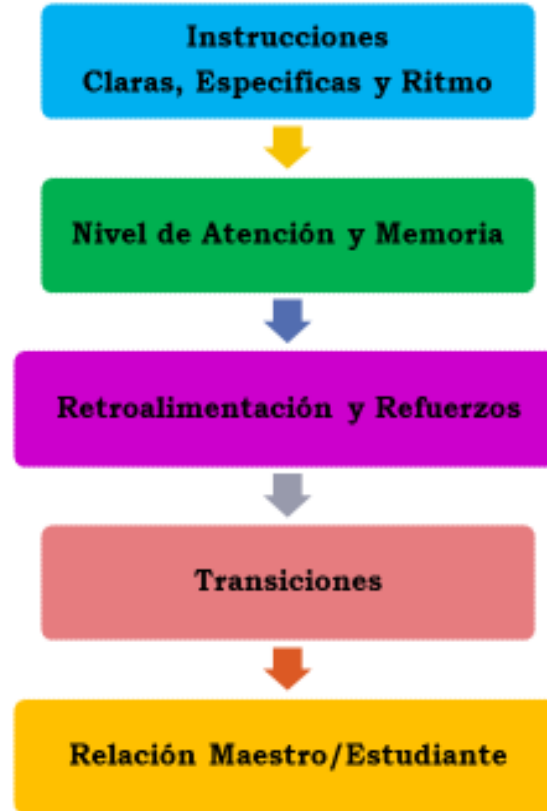 Instrucciones
Claras, Especificas y Ritmo
Nivel de Atención y Memoria
Retroalimentación y Refuerzos
Transiciones
Relación Maestro/Estudiante